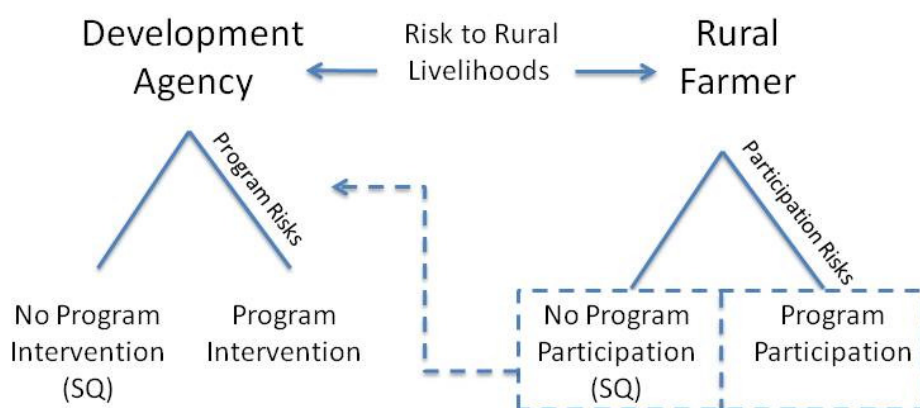 Development
Agency
Risk to Rural
Livelihoods
Rural
Farmer
Program Risks
Participation Risks
No Program
Intervention
(SQ)
Program
Intervention
No Program
Participation
(SQ)
Program
Participation